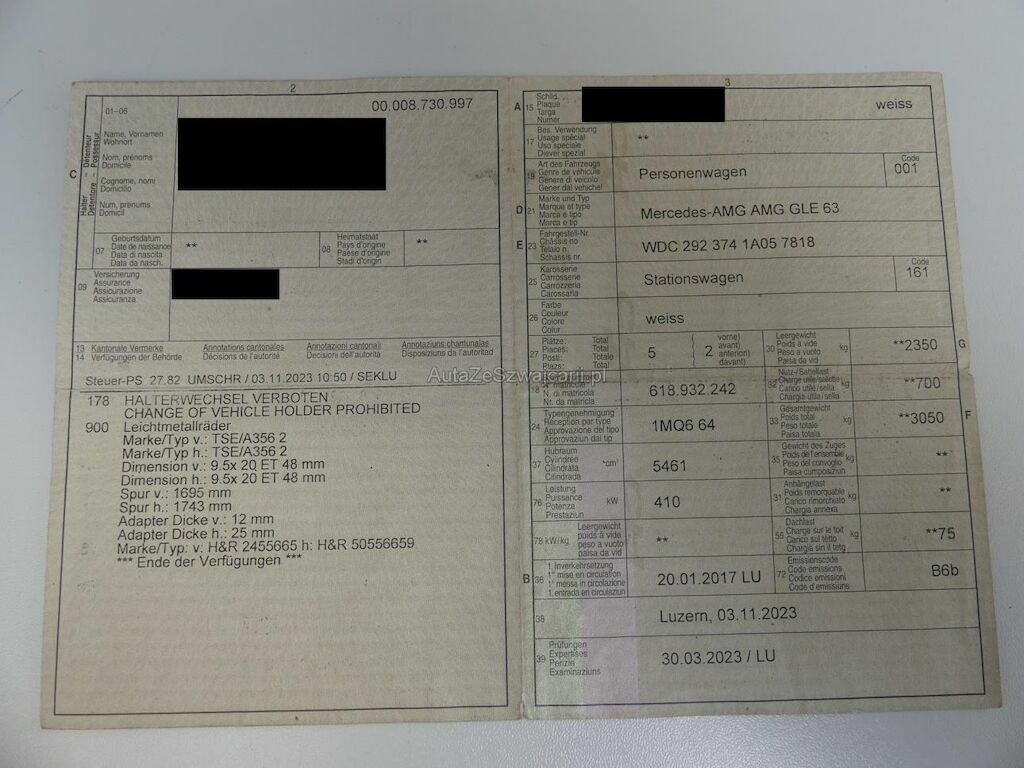 2
01–06
00.008.730.997
Halter – Détenteur
Detentore – Possessur
C
Name, Vornamen
Wohnort
Nom, prénoms
Domicile
Cognome, nomi
Domicilio
Num, prenums
Domicil
07
Geburtsdatum
Date de naissance
Data di nascita
Data da nasch.
**
08
Heimatstaat
Pays d'origine
Paese d'origine
Stadi d'origin
**
09
Versicherung
Assurance
Assicurazione
Assicuranza
13 Kantonale Vermerke Annotations cantonales Annotazioni cantonali Annotaziuns chantunalas
14 Verfügungen der Behörde Décisions de l'autorité Decisioni dell'autorità Disposiziuns da l'autoritad
Steuer-PS 27.82 UMSCHR / 03.11.2023 10:50 / SEKLU
178 HALTERWECHSEL VERBOTEN
CHANGE OF VEHICLE HOLDER PROHIBITED
900 Leichtmetallräder
Marke/Typ v.: TSE/A356 2
Marke/Typ h.: TSE/A356 2
Dimension v.: 9.5x 20 ET 48 mm
Dimension h.: 9.5x 20 ET 48 mm
Spur v.: 1695 mm
Spur h.: 1743 mm
Adapter Dicke v.: 12 mm
Adapter Dicke h.: 25 mm
Marke/Typ: v: H&R 2455665 h: H&R 50556659
*** Ende der Verfügungen ***
3
A 15
Schild
Plaque
Targa
Numer
weiss
17
Bes. Verwendung
Usage spécial
Uso speciale
Diever spezial
**
19
Art des Fahrzeugs
Genre de véhicule
Genere di veicolo
Gener dal vehichel
Personenwagen
Code
001
D 21
Marke und Typ
Marque et type
Marca e tipo
Marca e tip
Mercedes-AMG AMG GLE 63
E 23
Fahrgestell-Nr.
Châssis no
Telaio n.
Schassis nr.
WDC 292 374 1A05 7818
25
Karosserie
Carrosserie
Carrozzeria
Carossaria
Stationswagen
Code
161
26
Farbe
Couleur
Colore
Colur
weiss
27
Plätze: Total
Places: Total
Posti: Totale
Plazs: Total
5
2
vorne)
avant)
anteriori)
davant)
30
Leergewicht
Poids à vide
Peso a vuoto
Paisa da vid
kg
**2350
G
18
N° matricule
N. di matricola
Nr. da matricla
618.932.242
32
Nutz-/Sattellast
Charge utile/sellette
Carico utile/sella
Chargia utila/sella
kg
**700
24
Typengenehmigung
Réception par type
Approvazione del tipo
Approvaziun dal tip
1MQ6 64
33
Gesamtgewicht
Poids total
Peso totale
Paisa totala
kg
**3050
F
37
Hubraum
Cylindrée
Cilindrata
Cilindrada
cm³
5461
35
Gewicht des Zuges
Poids de l'ensemble
Peso del convoglio
Paisa cumposiziun
kg
**
76
Leistung
Puissance
Potenza
Prestaziun
kW
410
31
Anhängelast
Poids remorquable
Carico rimorchiato
Chargia annexa
kg
**
78 kW/kg
Leergewicht
poids à vide
peso a vuoto
paisa da vid
**
55
Dachlast
Charge sur le toit
Carico sul tetto
Chargia sin il tetg
kg
**75
B 36
1. Inverkehrsetzung
1re mise en circulation
1a messa in circolazione
1. entrada en circulaziun
20.01.2017 LU
72
Emissionscode
Code émissions
Codice emissioni
Code d'emissiuns
B6b
38
Luzern, 03.11.2023
39
Prüfungen
Expertises
Perizie
Examinaziuns
30.03.2023 / LU
AutaZeSzwajcarii.pl